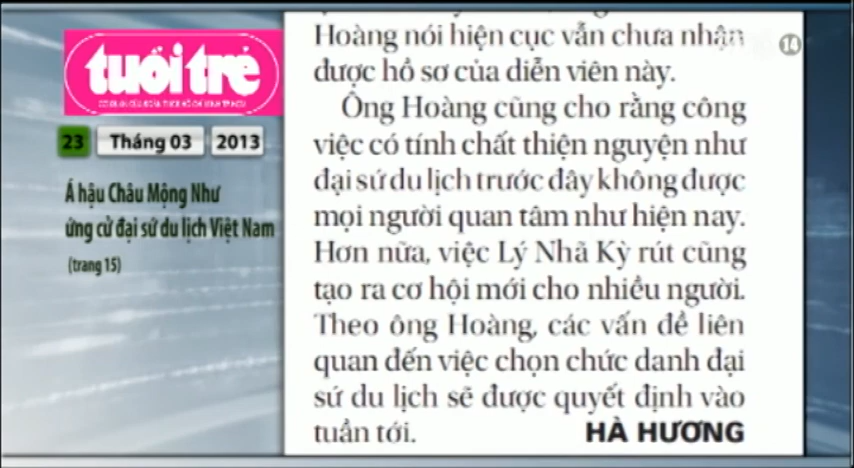 tuổi trẻ
23 Tháng 03 2013
Á hậu Châu Mộng Như
ứng cử đại sứ du lịch Việt Nam
(trang 15)
Hoàng nói hiện cục vẫn chưa nhận
được hồ sơ của diễn viên này.
Ông Hoàng cũng cho rằng công
việc có tính chất thiện nguyện như
đại sứ du lịch trước đây không được
mọi người quan tâm như hiện nay.
Hơn nữa, việc Lý Nhã Kỳ rút cũng
tạo ra cơ hội mới cho nhiều người.
Theo ông Hoàng, các vấn đề liên
quan đến việc chọn chức danh đại
sứ du lịch sẽ được quyết định vào
tuần tới. HÀ HƯƠNG
14